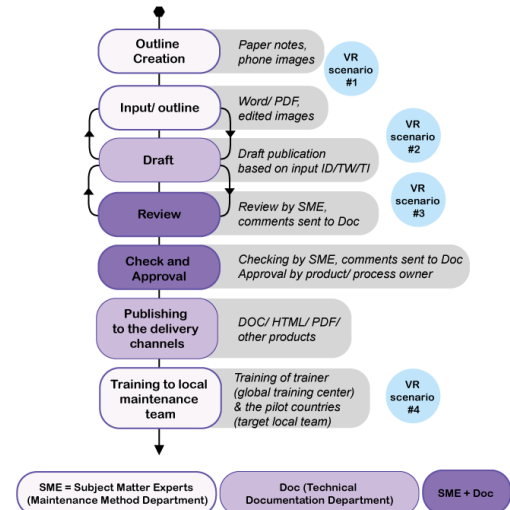 Outline
Creation
Paper notes,
phone images
VR
scenario
#1
Input/ outline
Word/ PDF,
edited images
VR
scenario
#2
Draft
Draft publication
based on input ID/TW/TI
VR
scenario
#3
Review
Review by SME,
comments sent to Doc
Check and
Approval
Checking by SME, comments sent to Doc
Approval by product/ process owner
Publishing
to the delivery
channels
DOC/ HTML/ PDF/
other products
Training to local
maintenance
team
Training of trainer
(global training center)
& the pilot countries
(target local team)
VR
scenario
#4
SME = Subject Matter Experts
(Maintenance Method Department)
Doc (Technical
Documentation Department)
SME + Doc